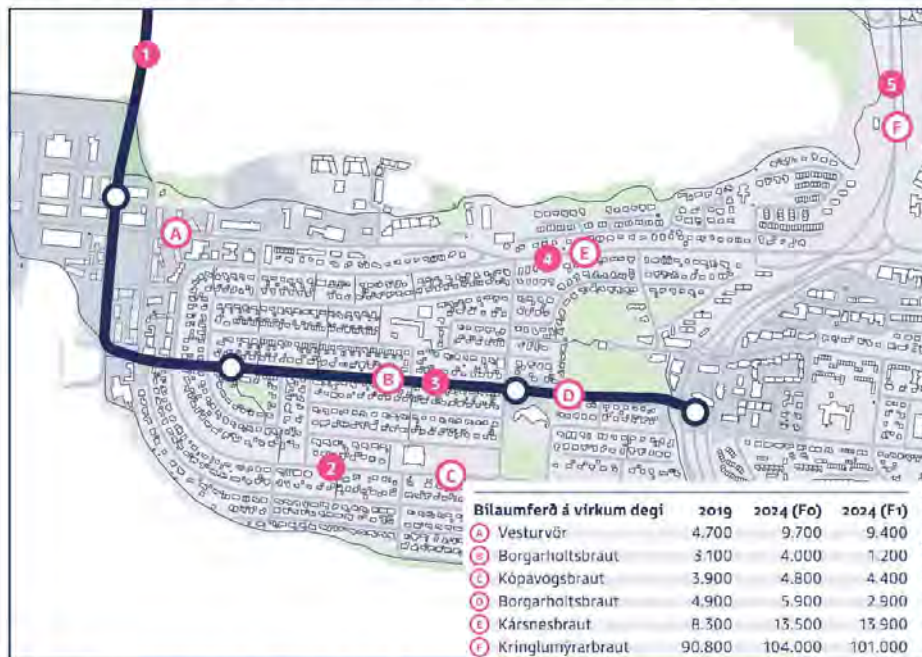 1
5
F
A
4 E
B 3
D
2 C
Bílaumferð á virkum degi 2019 2024 (F0) 2024 (F1)
A Vesturvör 4.700 9.700 9.400
B Borgarholtsbraut 3.100 4.000 1.200
C Kópavogsbraut 3.900 4.800 4.400
D Borgarholtsbraut 4.900 5.900 2.900
E Kársnesbraut 8.300 13.500 13.900
F Kringlumýrarbraut 90.800 104.000 101.000